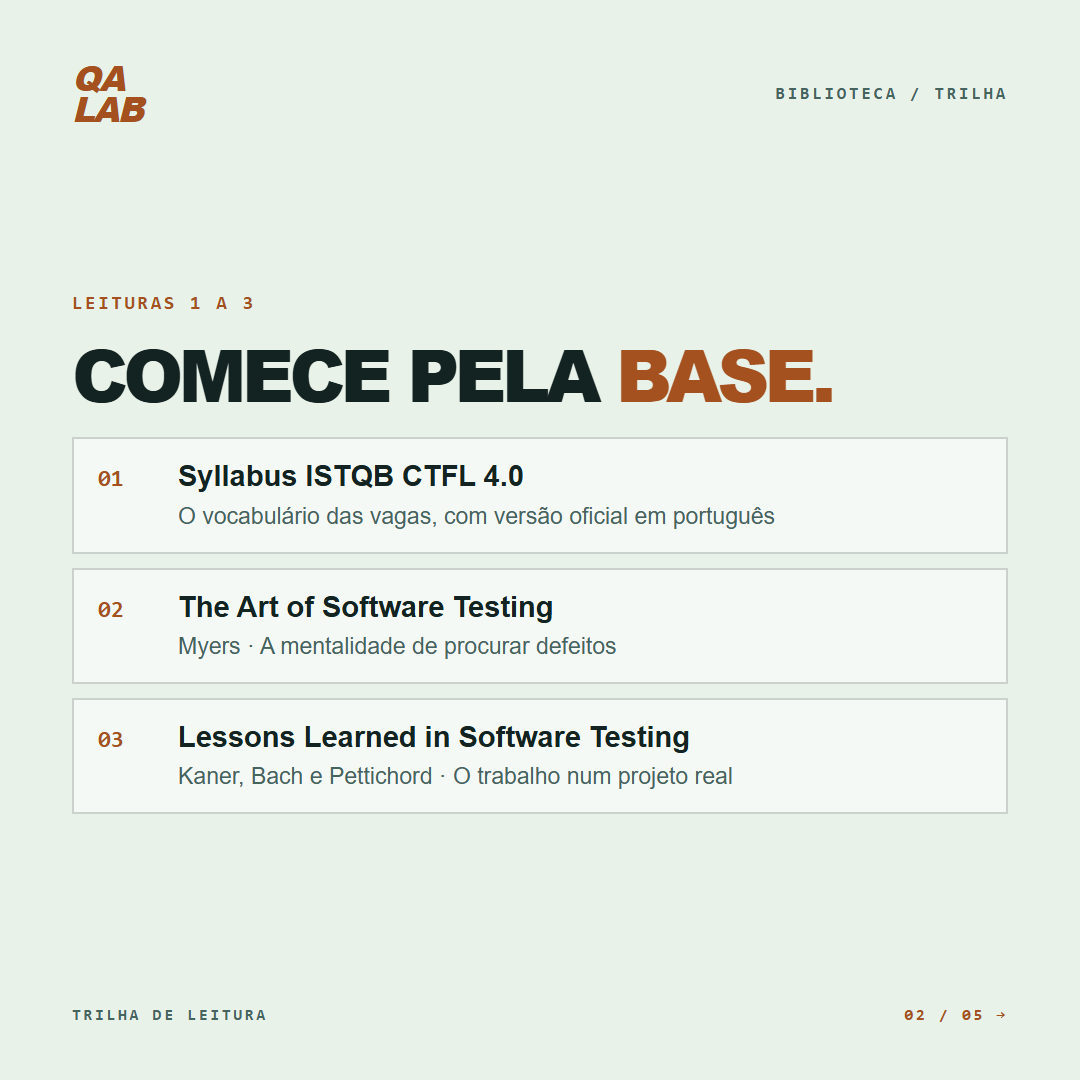 QA
LAB
BIBLIOTECA / TRILHA
LEITURAS 1 A 3
COMECE PELA BASE.
01
Syllabus ISTQB CTFL 4.0
O vocabulário das vagas, com versão oficial em português
02
The Art of Software Testing
Myers · A mentalidade de procurar defeitos
03
Lessons Learned in Software Testing
Kaner, Bach e Pettichord · O trabalho num projeto real
TRILHA DE LEITURA
02 / 05 →